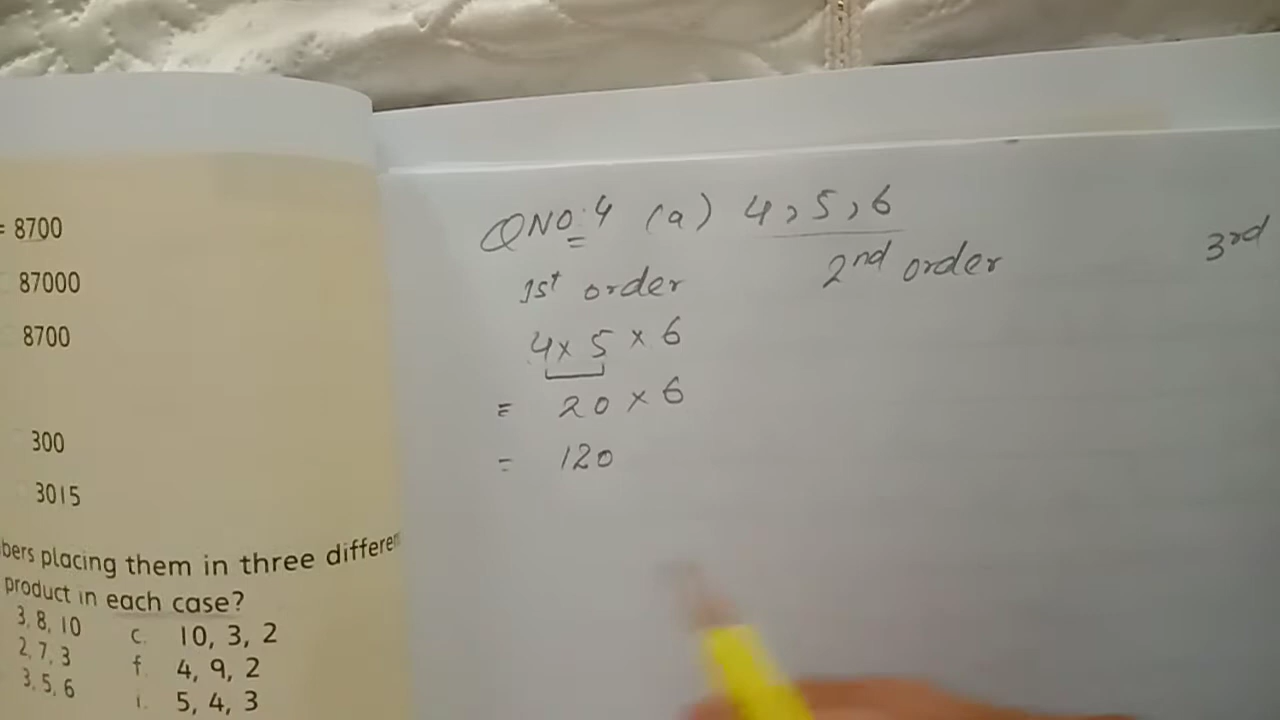 = 8700
87000
8700
300
3015
bers placing them in three differen
product in each case?
3, 8, 10 c. 10, 3, 2
2, 7, 3 f. 4, 9, 2
3, 5, 6 i. 5, 4, 3
QNO:4 (a) 4,5,6
1st order 2nd order 3rd
4 × 5 × 6
= 20 × 6
= 120